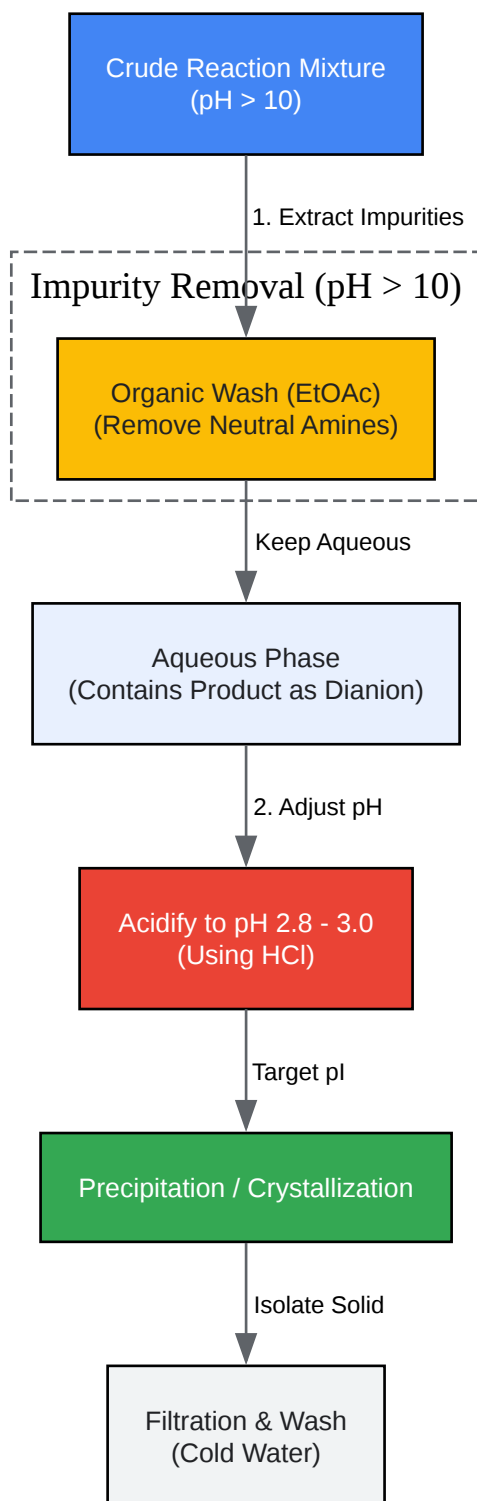 Crude Reaction Mixture
(pH > 10)
1. Extract Impurities
Impurity Removal (pH > 10)
Organic Wash (EtOAc)
(Remove Neutral Amines)
Keep Aqueous
Aqueous Phase
(Contains Product as Dianion)
2. Adjust pH
Acidify to pH 2.8 - 3.0
(Using HCl)
Target pI
Precipitation / Crystallization
Isolate Solid
Filtration & Wash
(Cold Water)